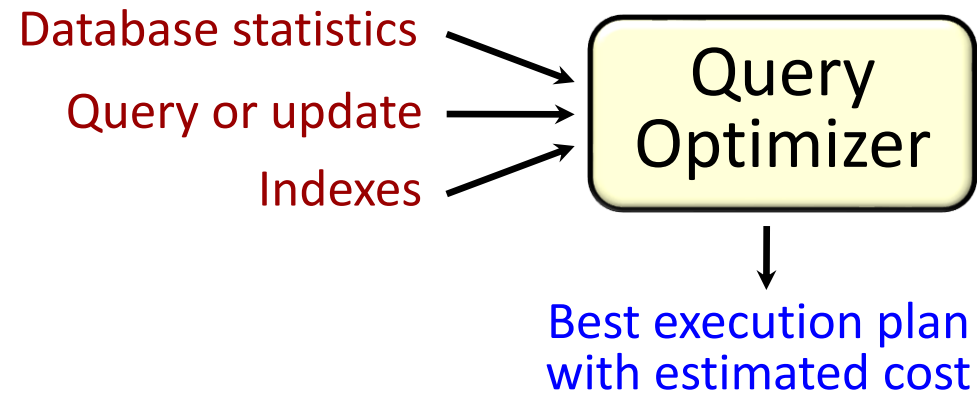 Database statistics
Query or update
Indexes
Query
Optimizer
Best execution plan
with estimated cost